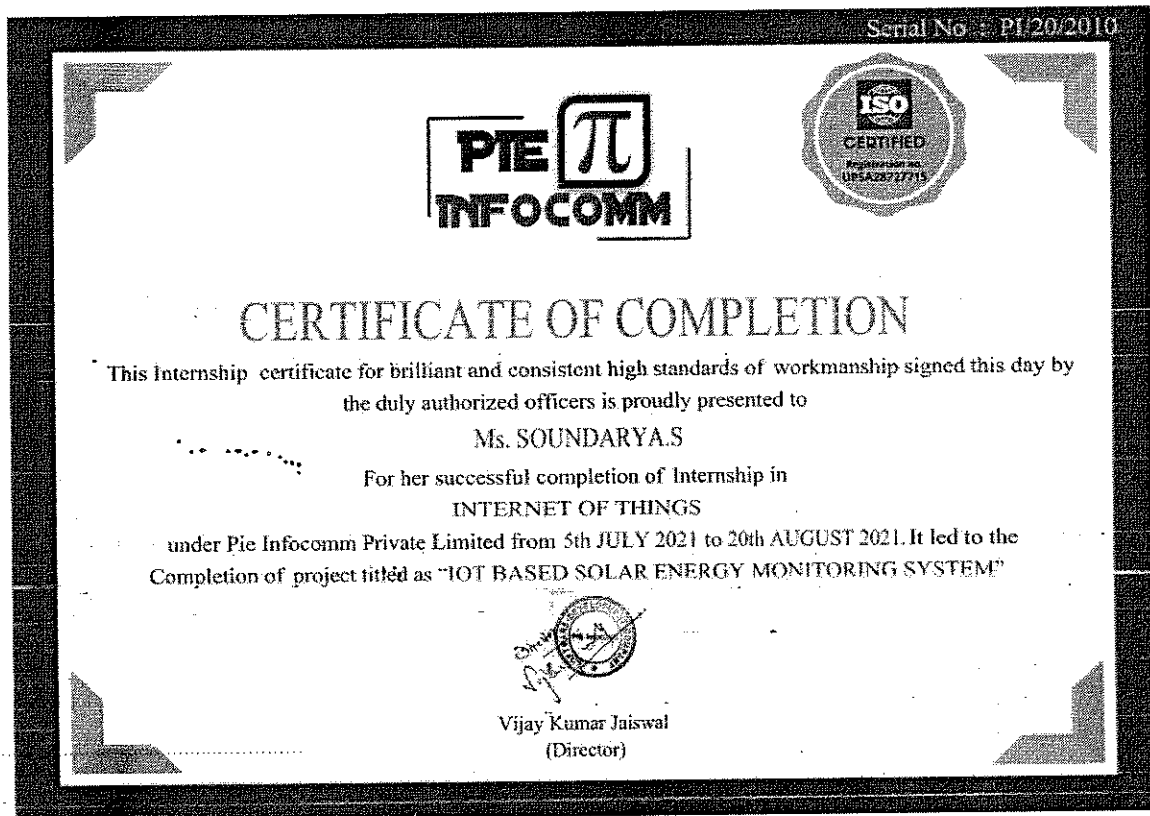 Serial No : PI/20/2010
PIE π
INFOCOMM
ISO
CERTIFIED
Registration no.
UPSA28727715
CERTIFICATE OF COMPLETION
This Internship certificate for brilliant and consistent high standards of workmanship signed this day by
the duly authorized officers is proudly presented to
Ms. SOUNDARYA.S
For her successful completion of Internship in
INTERNET OF THINGS
under Pie Infocomm Private Limited from 5th JULY 2021 to 20th AUGUST 2021. It led to the
Completion of project titled as "IOT BASED SOLAR ENERGY MONITORING SYSTEM"
Vijay Kumar Jaiswal
(Director)